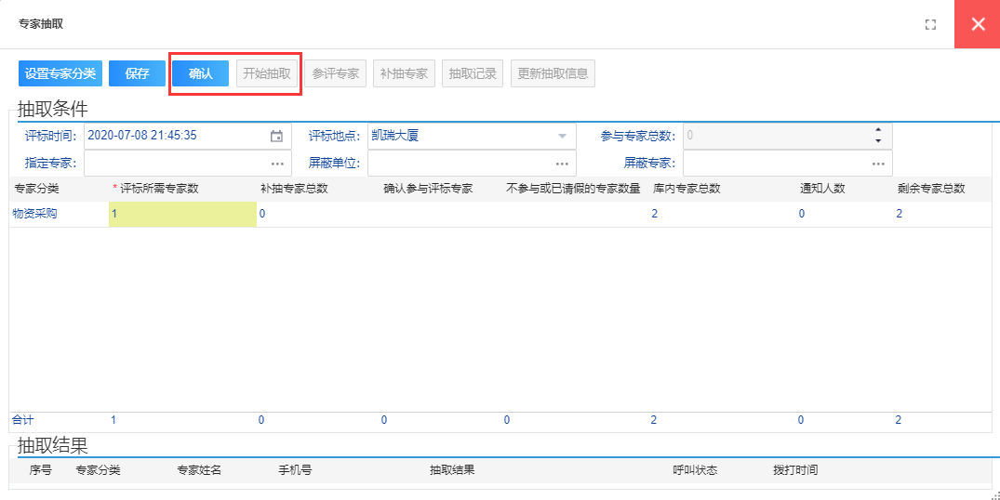 专家抽取
设置专家分类 保存 确认 开始抽取 参评专家 补抽专家 抽取记录 更新抽取信息
抽取条件
评标时间: 2020-07-08 21:45:35 评标地点: 凯瑞大厦 参与专家总数: 0
指定专家: 屏蔽单位: 屏蔽专家:
专家分类 * 评标所需专家数 补抽专家总数 确认参与评标专家 不参与或已请假的专家数量 库内专家总数 通知人数 剩余专家总数
物资采购 1 0 2 0 2
合计 1 0 0 0 2 0 2
抽取结果
序号 专家分类 专家姓名 手机号 抽取结果 呼叫状态 拨打时间